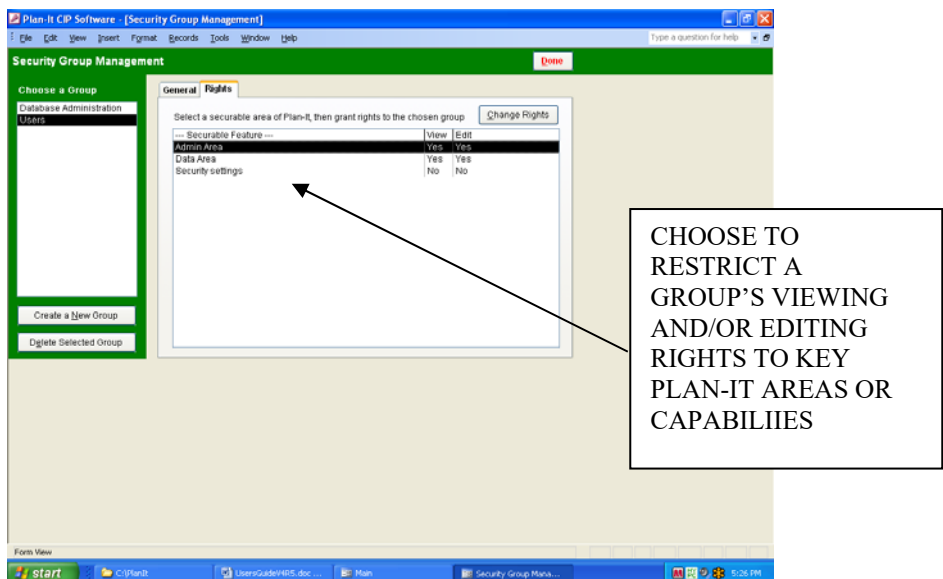 Plan-It CIP Software - [Security Group Management]
File Edit View Insert Format Records Tools Window Help
Type a question for help
Security Group Management
Done
Choose a Group
General Rights
Database Administration
Users
Select a securable area of Plan-It, then grant rights to the chosen group
Change Rights
--- Securable Feature --- View Edit
Admin Area Yes Yes
Data Area Yes Yes
Security settings No No
CHOOSE TO
RESTRICT A
GROUP’S VIEWING
AND/OR EDITING
RIGHTS TO KEY
PLAN-IT AREAS OR
CAPABILIIES
Create a New Group
Delete Selected Group
Form View
start C:\PlanIt UsersGuideV4R5.doc ... Main Security Group Mana... 5:26 PM